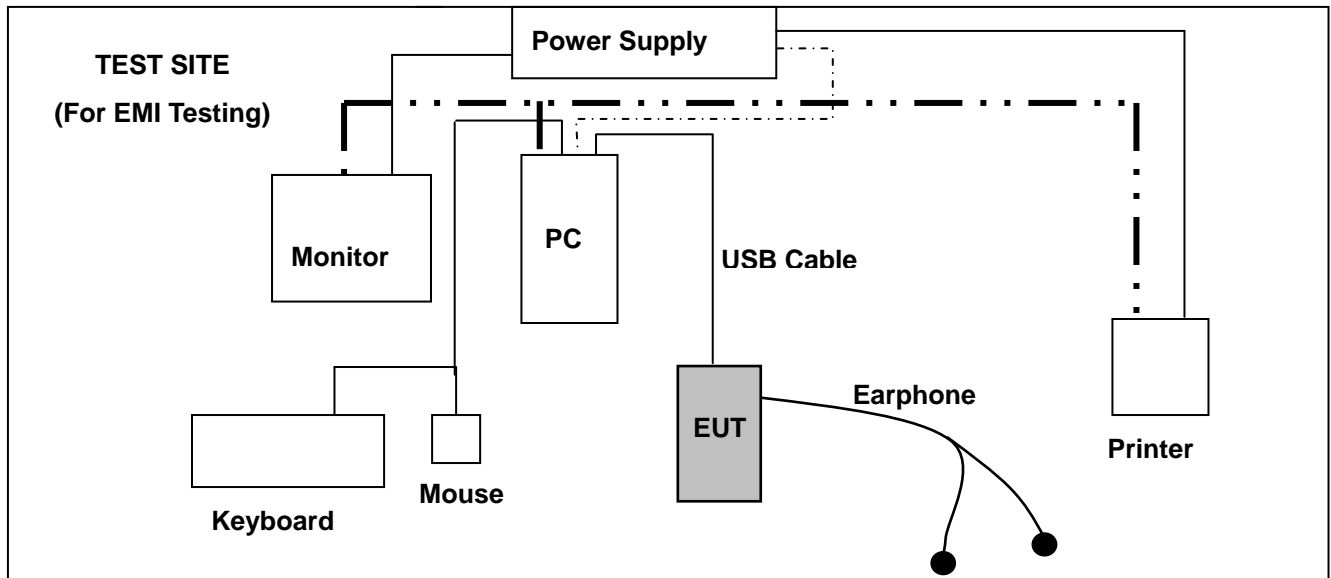 Power Supply
TEST SITE
(For EMI Testing)
PC
Monitor
USB Cable
Earphone
EUT
Printer
Mouse
Keyboard